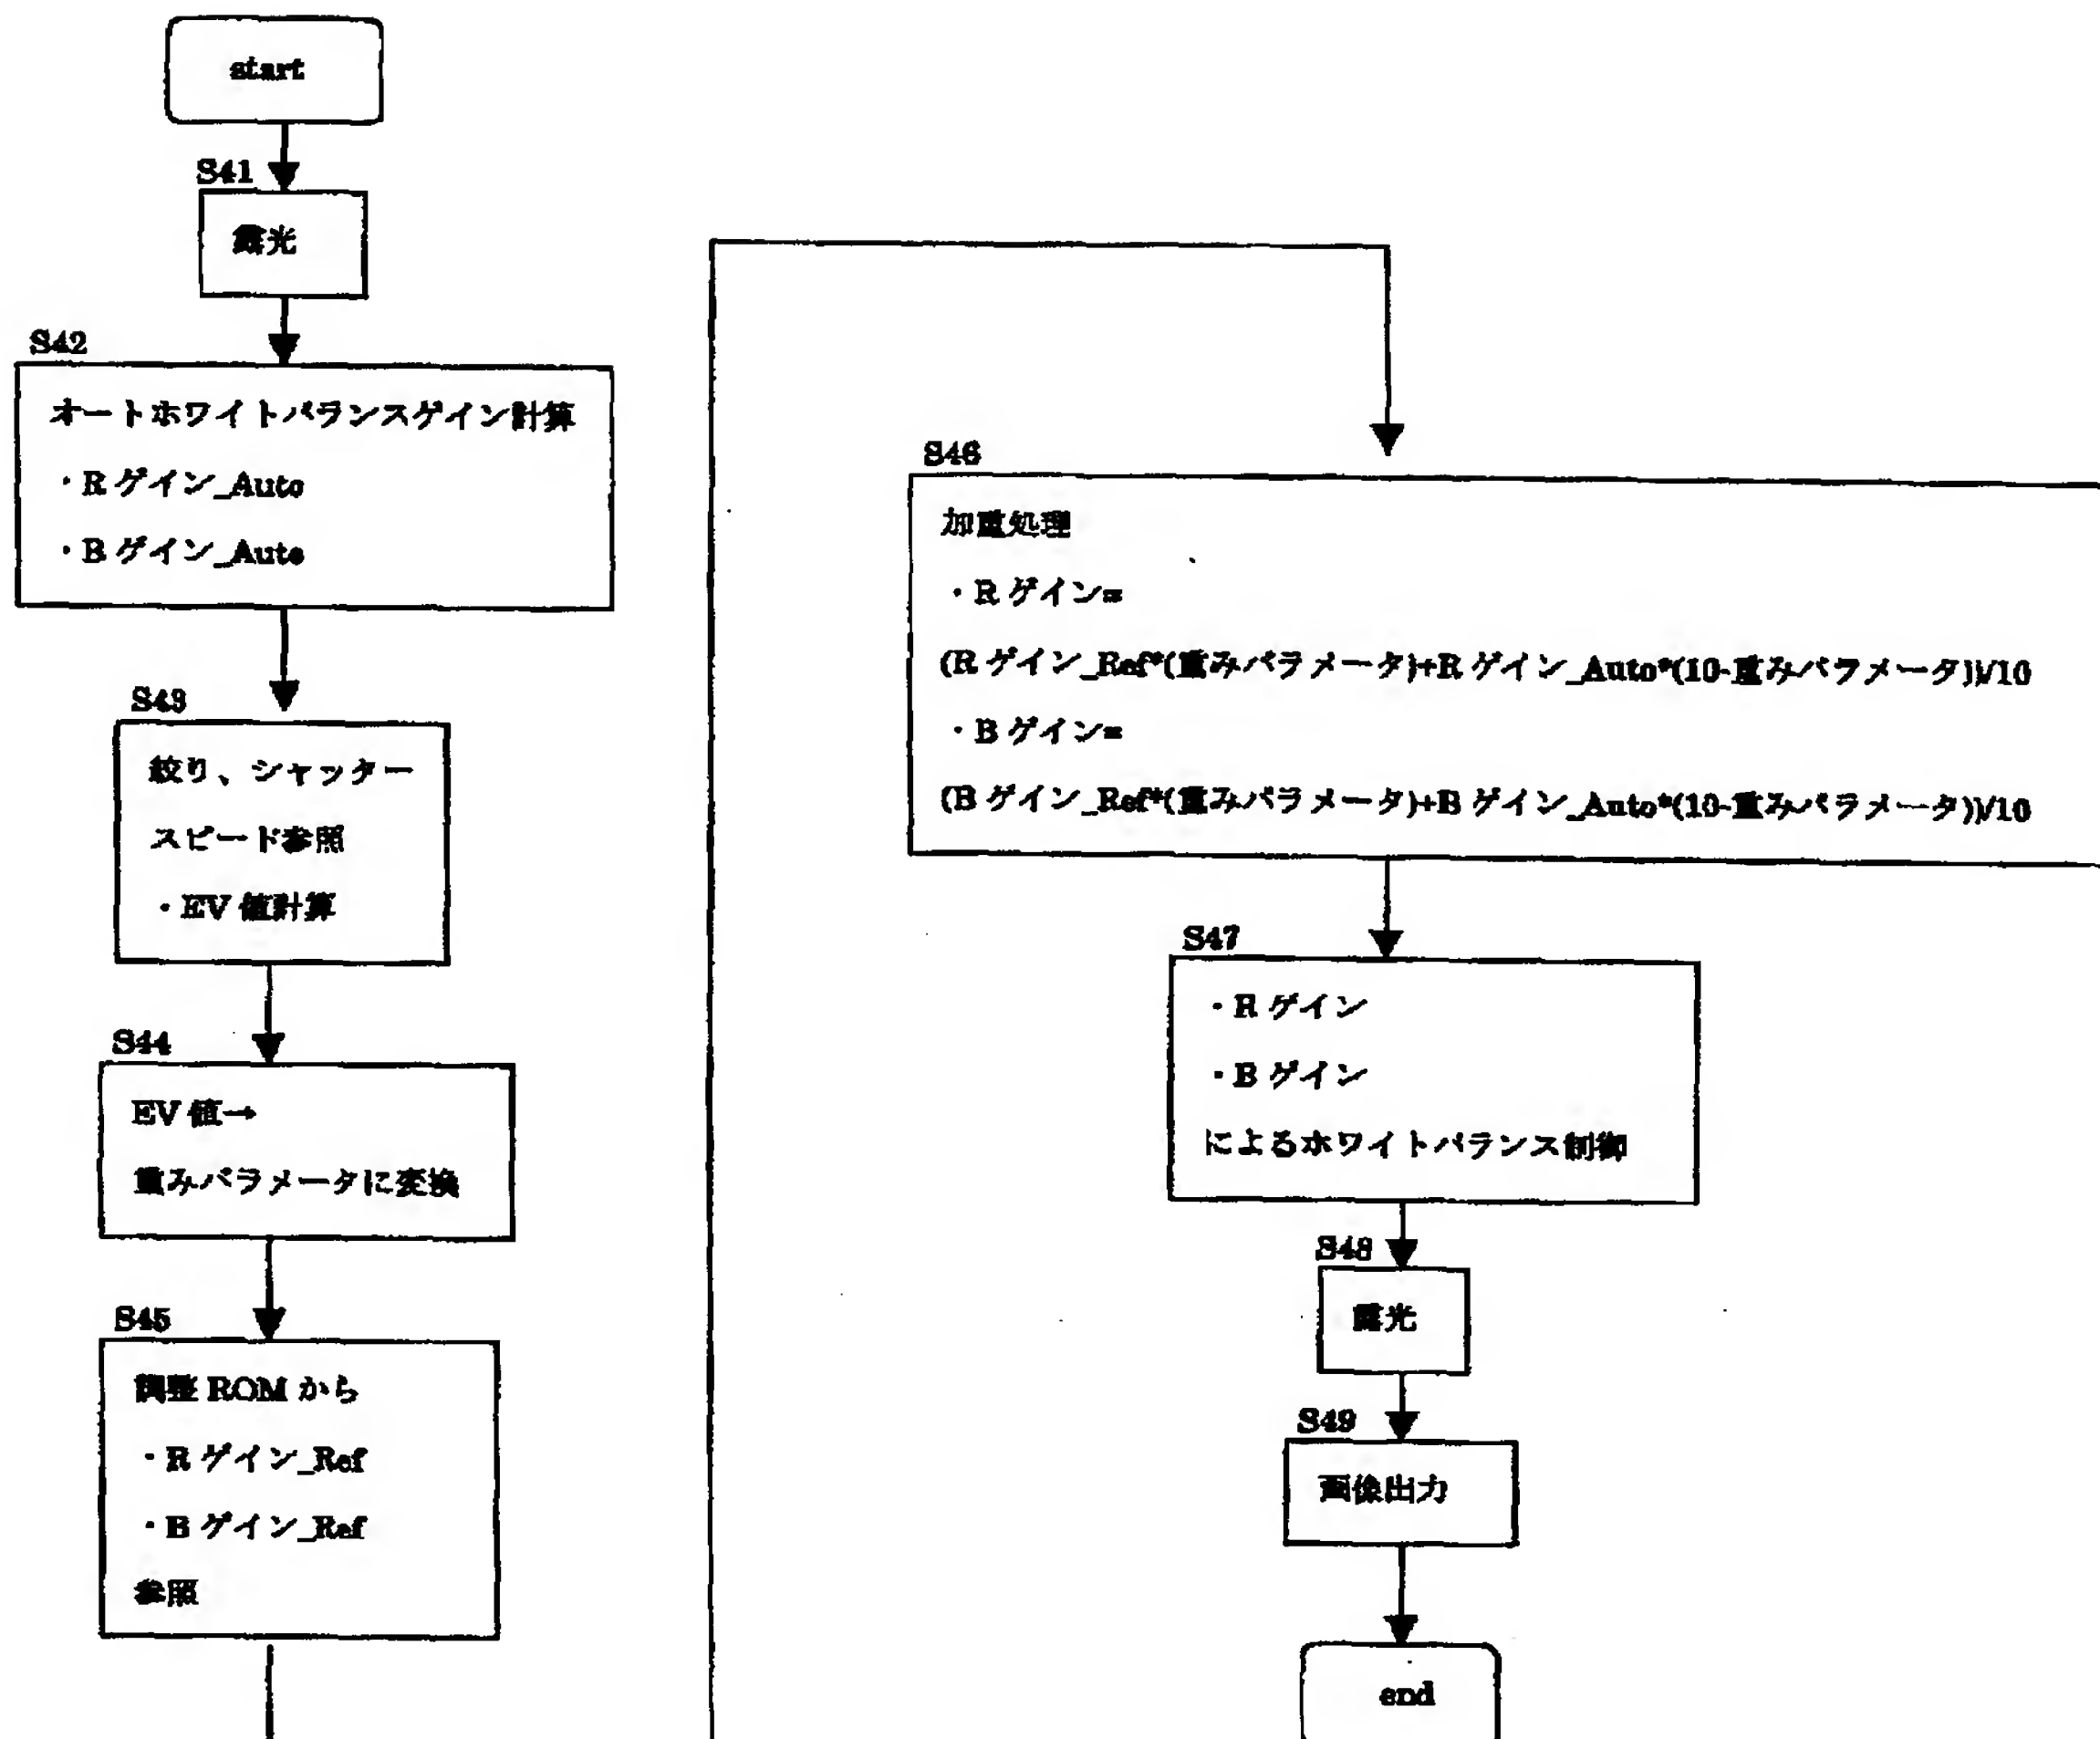 start
S41
露光
S42
オートホワイトバランスゲイン計算
・R ゲイン_Auto
・B ゲイン_Auto
S43
絞り、シャッター
スピード参照
・EV 値計算
S44
EV 値→
重みパラメータに変換
S45
調整 ROM から
・R ゲイン_Ref
・B ゲイン_Ref
参照
S46
加重処理
・R ゲイン=
(R ゲイン_Ref*(重みパラメータ)+R ゲイン_Auto*(10-重みパラメータ))/10
・B ゲイン=
(B ゲイン_Ref*(重みパラメータ)+B ゲイン_Auto*(10-重みパラメータ))/10
S47
・R ゲイン
・B ゲイン
によるホワイトバランス制御
S48
露光
S49
画像出力
end